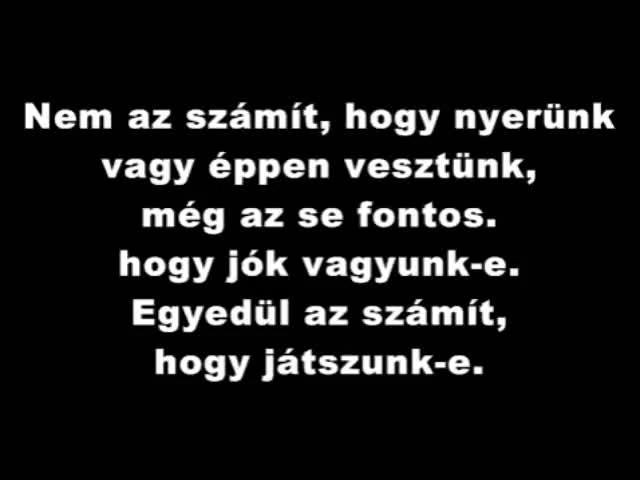 Nem az számít, hogy nyerünk
vagy éppen vesztünk,
még az se fontos.
hogy jók vagyunk-e.
Egyedül az számít,
hogy játszunk-e.